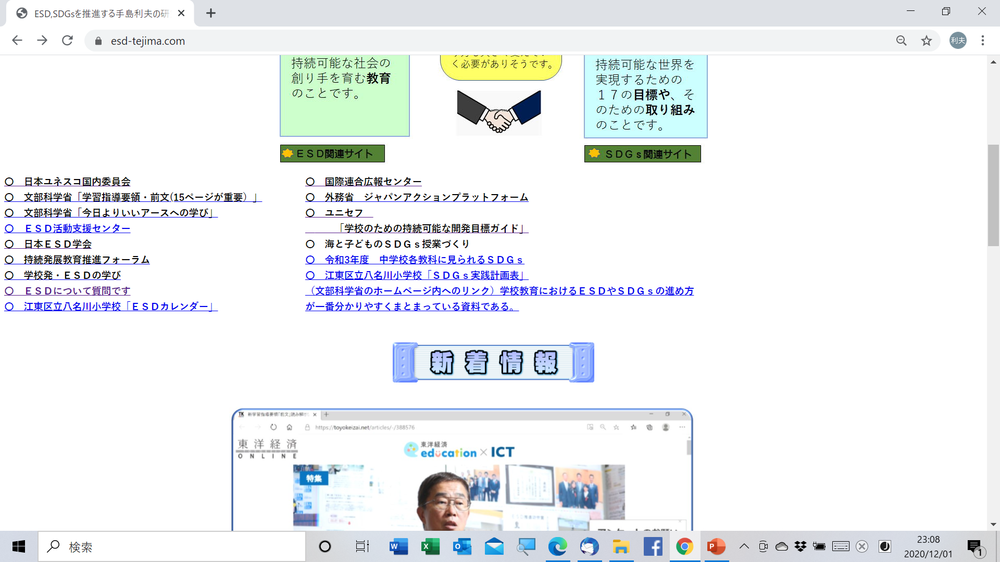 ESD,SDGsを推進する手島利夫の研
esd-tejima.com
利夫
持続可能な社会の
創り手を育む教育
のことです。
く必要がありそうです。
持続可能な世界を
実現するための
１７の目標や、そ
のための取り組み
のことです。
ＥＳＤ関連サイト
ＳＤＧｓ関連サイト
〇　日本ユネスコ国内委員会
〇　文部科学省「学習指導要領・前文(15ページが重要）」
〇　文部科学省「今日よりいいアースへの学び」
〇　ＥＳＤ活動支援センター
〇　日本ＥＳＤ学会
〇　持続発展教育推進フォーラム
〇　学校発・ＥＳＤの学び
〇　ＥＳＤについて質問です
〇　江東区立八名川小学校「ＥＳＤカレンダー」
〇　国際連合広報センター
〇　外務省　ジャパンアクションプラットフォーム
〇　ユニセフ
「学校のための持続可能な開発目標ガイド」
〇　海と子どものＳＤＧｓ授業づくり
〇　令和3年度　中学校各教科に見られるＳＤＧｓ
〇　江東区立八名川小学校「ＳＤＧｓ実践計画表」
（文部科学省のホームページ内へのリンク）学校教育におけるＥＳＤやＳＤＧｓの進め方
が一番分かりやすくまとまっている資料である。
新着情報
TK 新学習指導要領「前文」読み解け
https://toyokeizai.net/articles/-/388576
東洋経済
ONLINE
東洋経済
education × ICT
特集
検索
23:08
2020/12/01
1